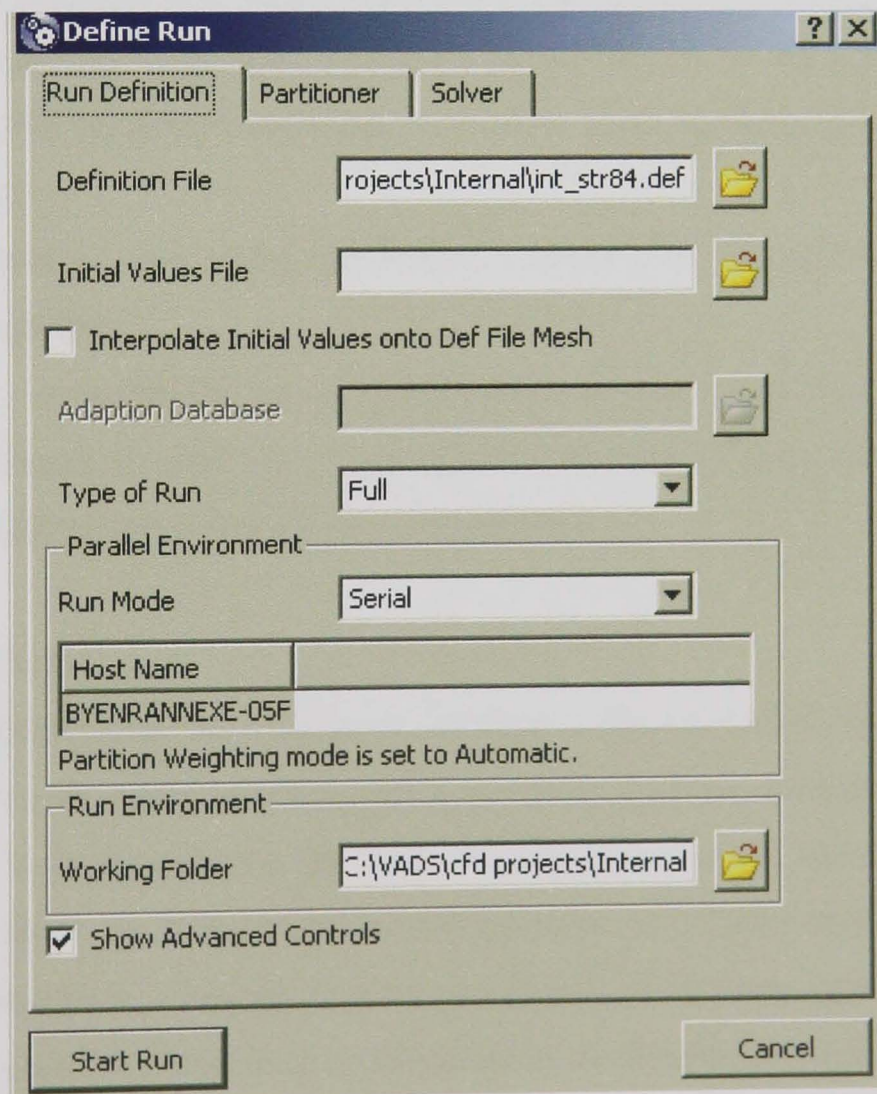 Define Run
? X
Run Definition Partitioner Solver
Definition File rojects\Internal\int_str84.def
Initial Values File
Interpolate Initial Values onto Def File Mesh
Adaption Database
Type of Run Full
Parallel Environment
Run Mode Serial
Host Name
BYENRANNEXE-05F
Partition Weighting mode is set to Automatic.
Run Environment
Working Folder C:\VADS\cfd projects\Internal
Show Advanced Controls
Start Run Cancel